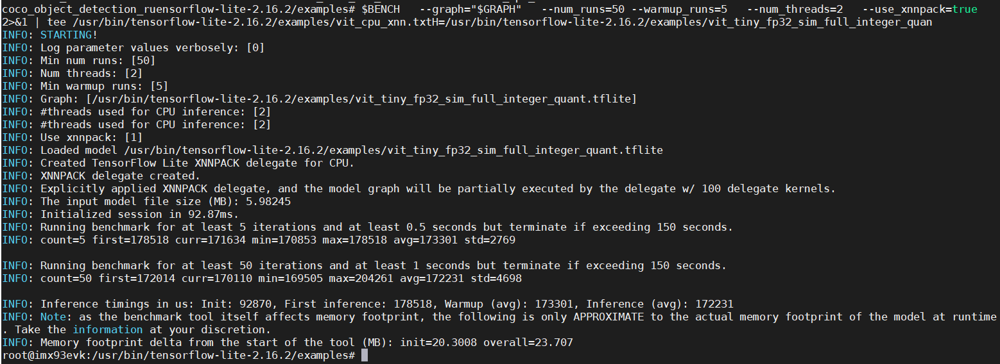 coco_object_detection_ruensorflow-lite-2.16.2/examples# $BENCH   --graph="$GRAPH"   --num_runs=50 --warmup_runs=5   --num_threads=2   --use_xnnpack=true
2>&1 | tee /usr/bin/tensorflow-lite-2.16.2/examples/vit_cpu_xnn.txtH=/usr/bin/tensorflow-lite-2.16.2/examples/vit_tiny_fp32_sim_full_integer_quan
INFO: STARTING!
INFO: Log parameter values verbosely: [0]
INFO: Min num runs: [50]
INFO: Num threads: [2]
INFO: Min warmup runs: [5]
INFO: Graph: [/usr/bin/tensorflow-lite-2.16.2/examples/vit_tiny_fp32_sim_full_integer_quant.tflite]
INFO: #threads used for CPU inference: [2]
INFO: #threads used for CPU inference: [2]
INFO: Use xnnpack: [1]
INFO: Loaded model /usr/bin/tensorflow-lite-2.16.2/examples/vit_tiny_fp32_sim_full_integer_quant.tflite
INFO: Created TensorFlow Lite XNNPACK delegate for CPU.
INFO: XNNPACK delegate created.
INFO: Explicitly applied XNNPACK delegate, and the model graph will be partially executed by the delegate w/ 100 delegate kernels.
INFO: The input model file size (MB): 5.98245
INFO: Initialized session in 92.87ms.
INFO: Running benchmark for at least 5 iterations and at least 0.5 seconds but terminate if exceeding 150 seconds.
INFO: count=5 first=178518 curr=171634 min=170853 max=178518 avg=173301 std=2769
INFO: Running benchmark for at least 50 iterations and at least 1 seconds but terminate if exceeding 150 seconds.
INFO: count=50 first=172014 curr=170110 min=169505 max=204261 avg=172231 std=4698
INFO: Inference timings in us: Init: 92870, First inference: 178518, Warmup (avg): 173301, Inference (avg): 172231
INFO: Note: as the benchmark tool itself affects memory footprint, the following is only APPROXIMATE to the actual memory footprint of the model at runtime
. Take the information at your discretion.
INFO: Memory footprint delta from the start of the tool (MB): init=20.3008 overall=23.707
root@imx93evk:/usr/bin/tensorflow-lite-2.16.2/examples#